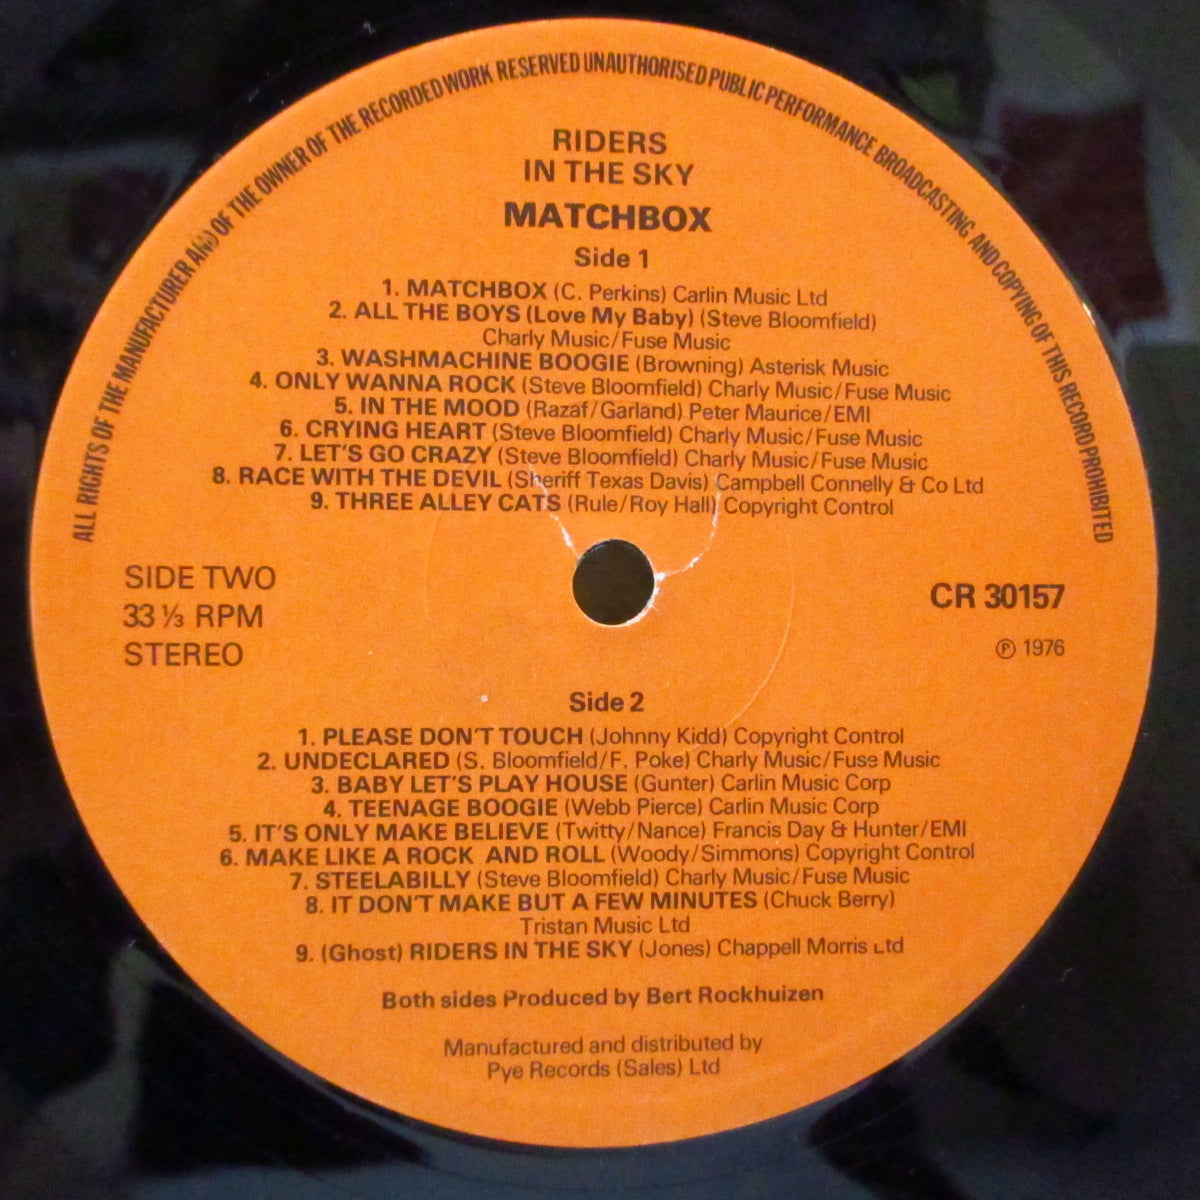 ALL RIGHTS OF THE MANUFACTURER AND OF THE OWNER OF THE RECORDED WORK RESERVED UNAUTHORISED PUBLIC PERFORMANCE BROADCASTING AND COPYING OF THIS RECORD PROHIBITED
RIDERS
IN THE SKY
MATCHBOX
Side 1
1. MATCHBOX (C. Perkins) Carlin Music Ltd
2. ALL THE BOYS (Love My Baby) (Steve Bloomfield)
Charly Music/Fuse Music
3. WASHMACHINE BOOGIE (Browning) Asterisk Music
4. ONLY WANNA ROCK (Steve Bloomfield) Charly Music/Fuse Music
5. IN THE MOOD (Razaf/Garland) Peter Maurice/EMI
6. CRYING HEART (Steve Bloomfield) Charly Music/Fuse Music
7. LET'S GO CRAZY (Steve Bloomfield) Charly Music/Fuse Music
8. RACE WITH THE DEVIL (Sheriff Texas Davis) Campbell Connelly & Co Ltd
9. THREE ALLEY CATS (Rule/Roy Hall) Copyright Control
SIDE TWO
33 ⅓ RPM
STEREO
CR 30157
℗ 1976
Side 2
1. PLEASE DON'T TOUCH (Johnny Kidd) Copyright Control
2. UNDECLARED (S. Bloomfield/F. Poke) Charly Music/Fuse Music
3. BABY LET'S PLAY HOUSE (Gunter) Carlin Music Corp
4. TEENAGE BOOGIE (Webb Pierce) Carlin Music Corp
5. IT'S ONLY MAKE BELIEVE (Twitty/Nance) Francis Day & Hunter/EMI
6. MAKE LIKE A ROCK AND ROLL (Woody/Simmons) Copyright Control
7. STEELABILLY (Steve Bloomfield) Charly Music/Fuse Music
8. IT DON'T MAKE BUT A FEW MINUTES (Chuck Berry)
Tristan Music Ltd
9. (Ghost) RIDERS IN THE SKY (Jones) Chappell Morris Ltd
Both sides Produced by Bert Rockhuizen
Manufactured and distributed by
Pye Records (Sales) Ltd